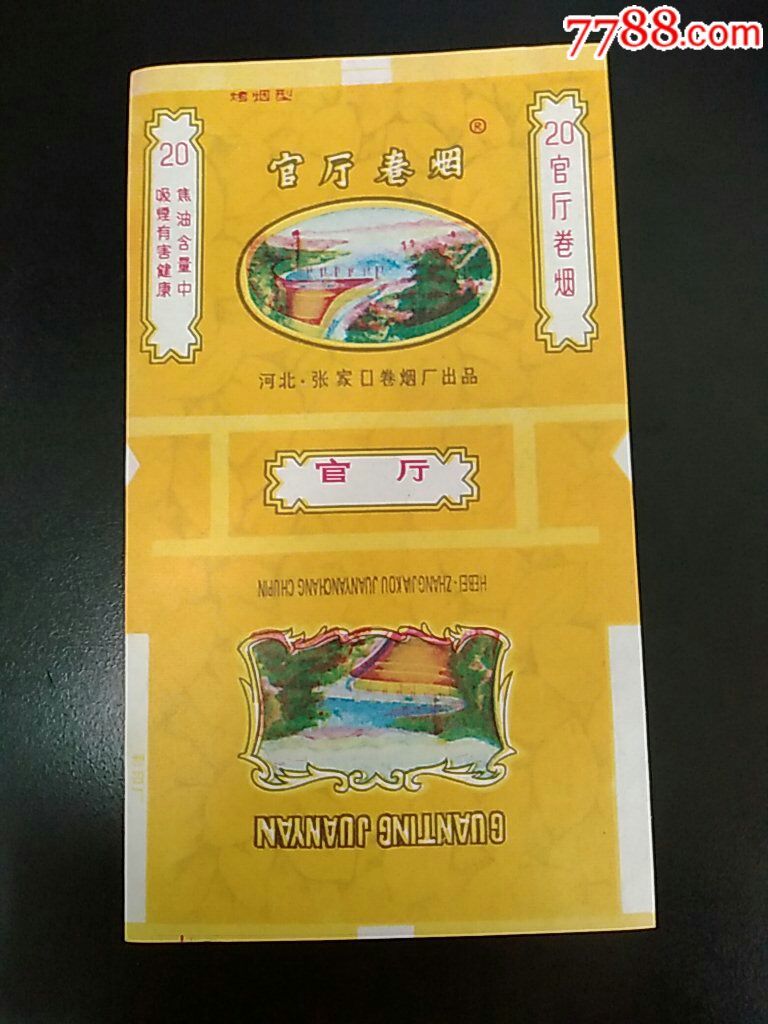 7788.com
烤烟型
®
官厅卷烟
20
焦油含量中
吸煙有害健康
20
官厅卷烟
河北·张家口卷烟厂出品
官 厅
HEBEI-ZHANGJIAKOU JUANYANCHANG CHUPIN
GUANTING JUANYAN